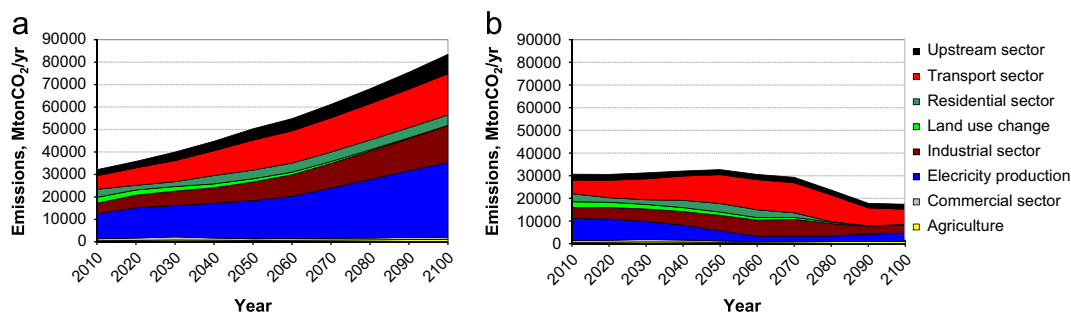 a
Emissions, MtonCO2/yr
90000
80000
70000
60000
50000
40000
30000
20000
10000
0
2010 2020 2030 2040 2050 2060 2070 2080 2090 2100
Year
b
Emissions, MtonCO2/yr
90000
80000
70000
60000
50000
40000
30000
20000
10000
0
2010 2020 2030 2040 2050 2060 2070 2080 2090 2100
Year
Upstream sector
Transport sector
Residential sector
Land use change
Industrial sector
Elecricity production
Commercial sector
Agriculture